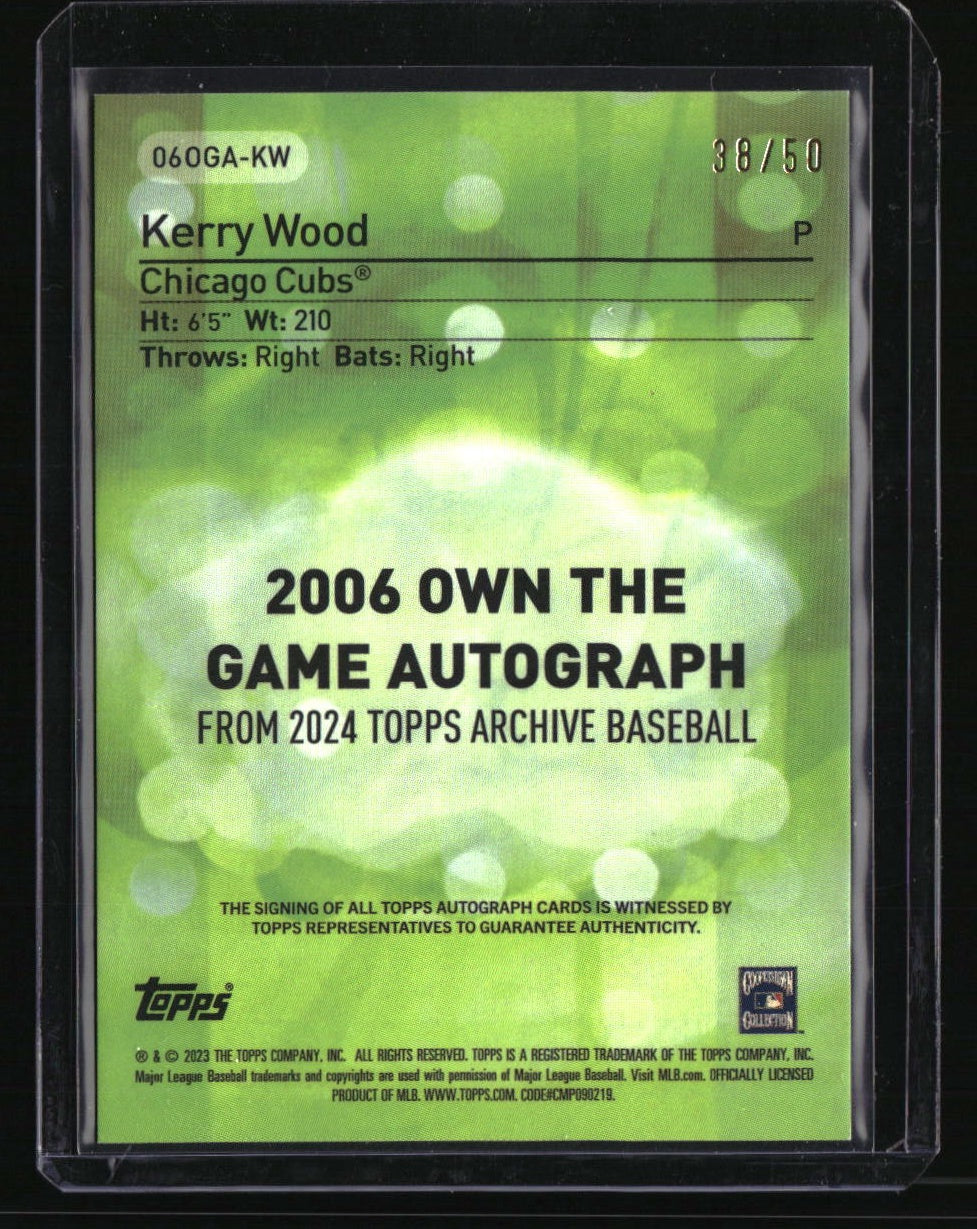 06OGA-KW
38/50
Kerry Wood P
Chicago Cubs®
Ht: 6'5" Wt: 210
Throws: Right Bats: Right
2006 OWN THE
GAME AUTOGRAPH
FROM 2024 TOPPS ARCHIVE BASEBALL
THE SIGNING OF ALL TOPPS AUTOGRAPH CARDS IS WITNESSED BY
TOPPS REPRESENTATIVES TO GUARANTEE AUTHENTICITY.
topps®
COOPERSTOWN
COLLECTION™
® & © 2023 THE TOPPS COMPANY, INC. ALL RIGHTS RESERVED. TOPPS IS A REGISTERED TRADEMARK OF THE TOPPS COMPANY, INC.
Major League Baseball trademarks and copyrights are used with permission of Major League Baseball. Visit MLB.com. OFFICIALLY LICENSED
PRODUCT OF MLB. WWW.TOPPS.COM. CODE#CMP090219.